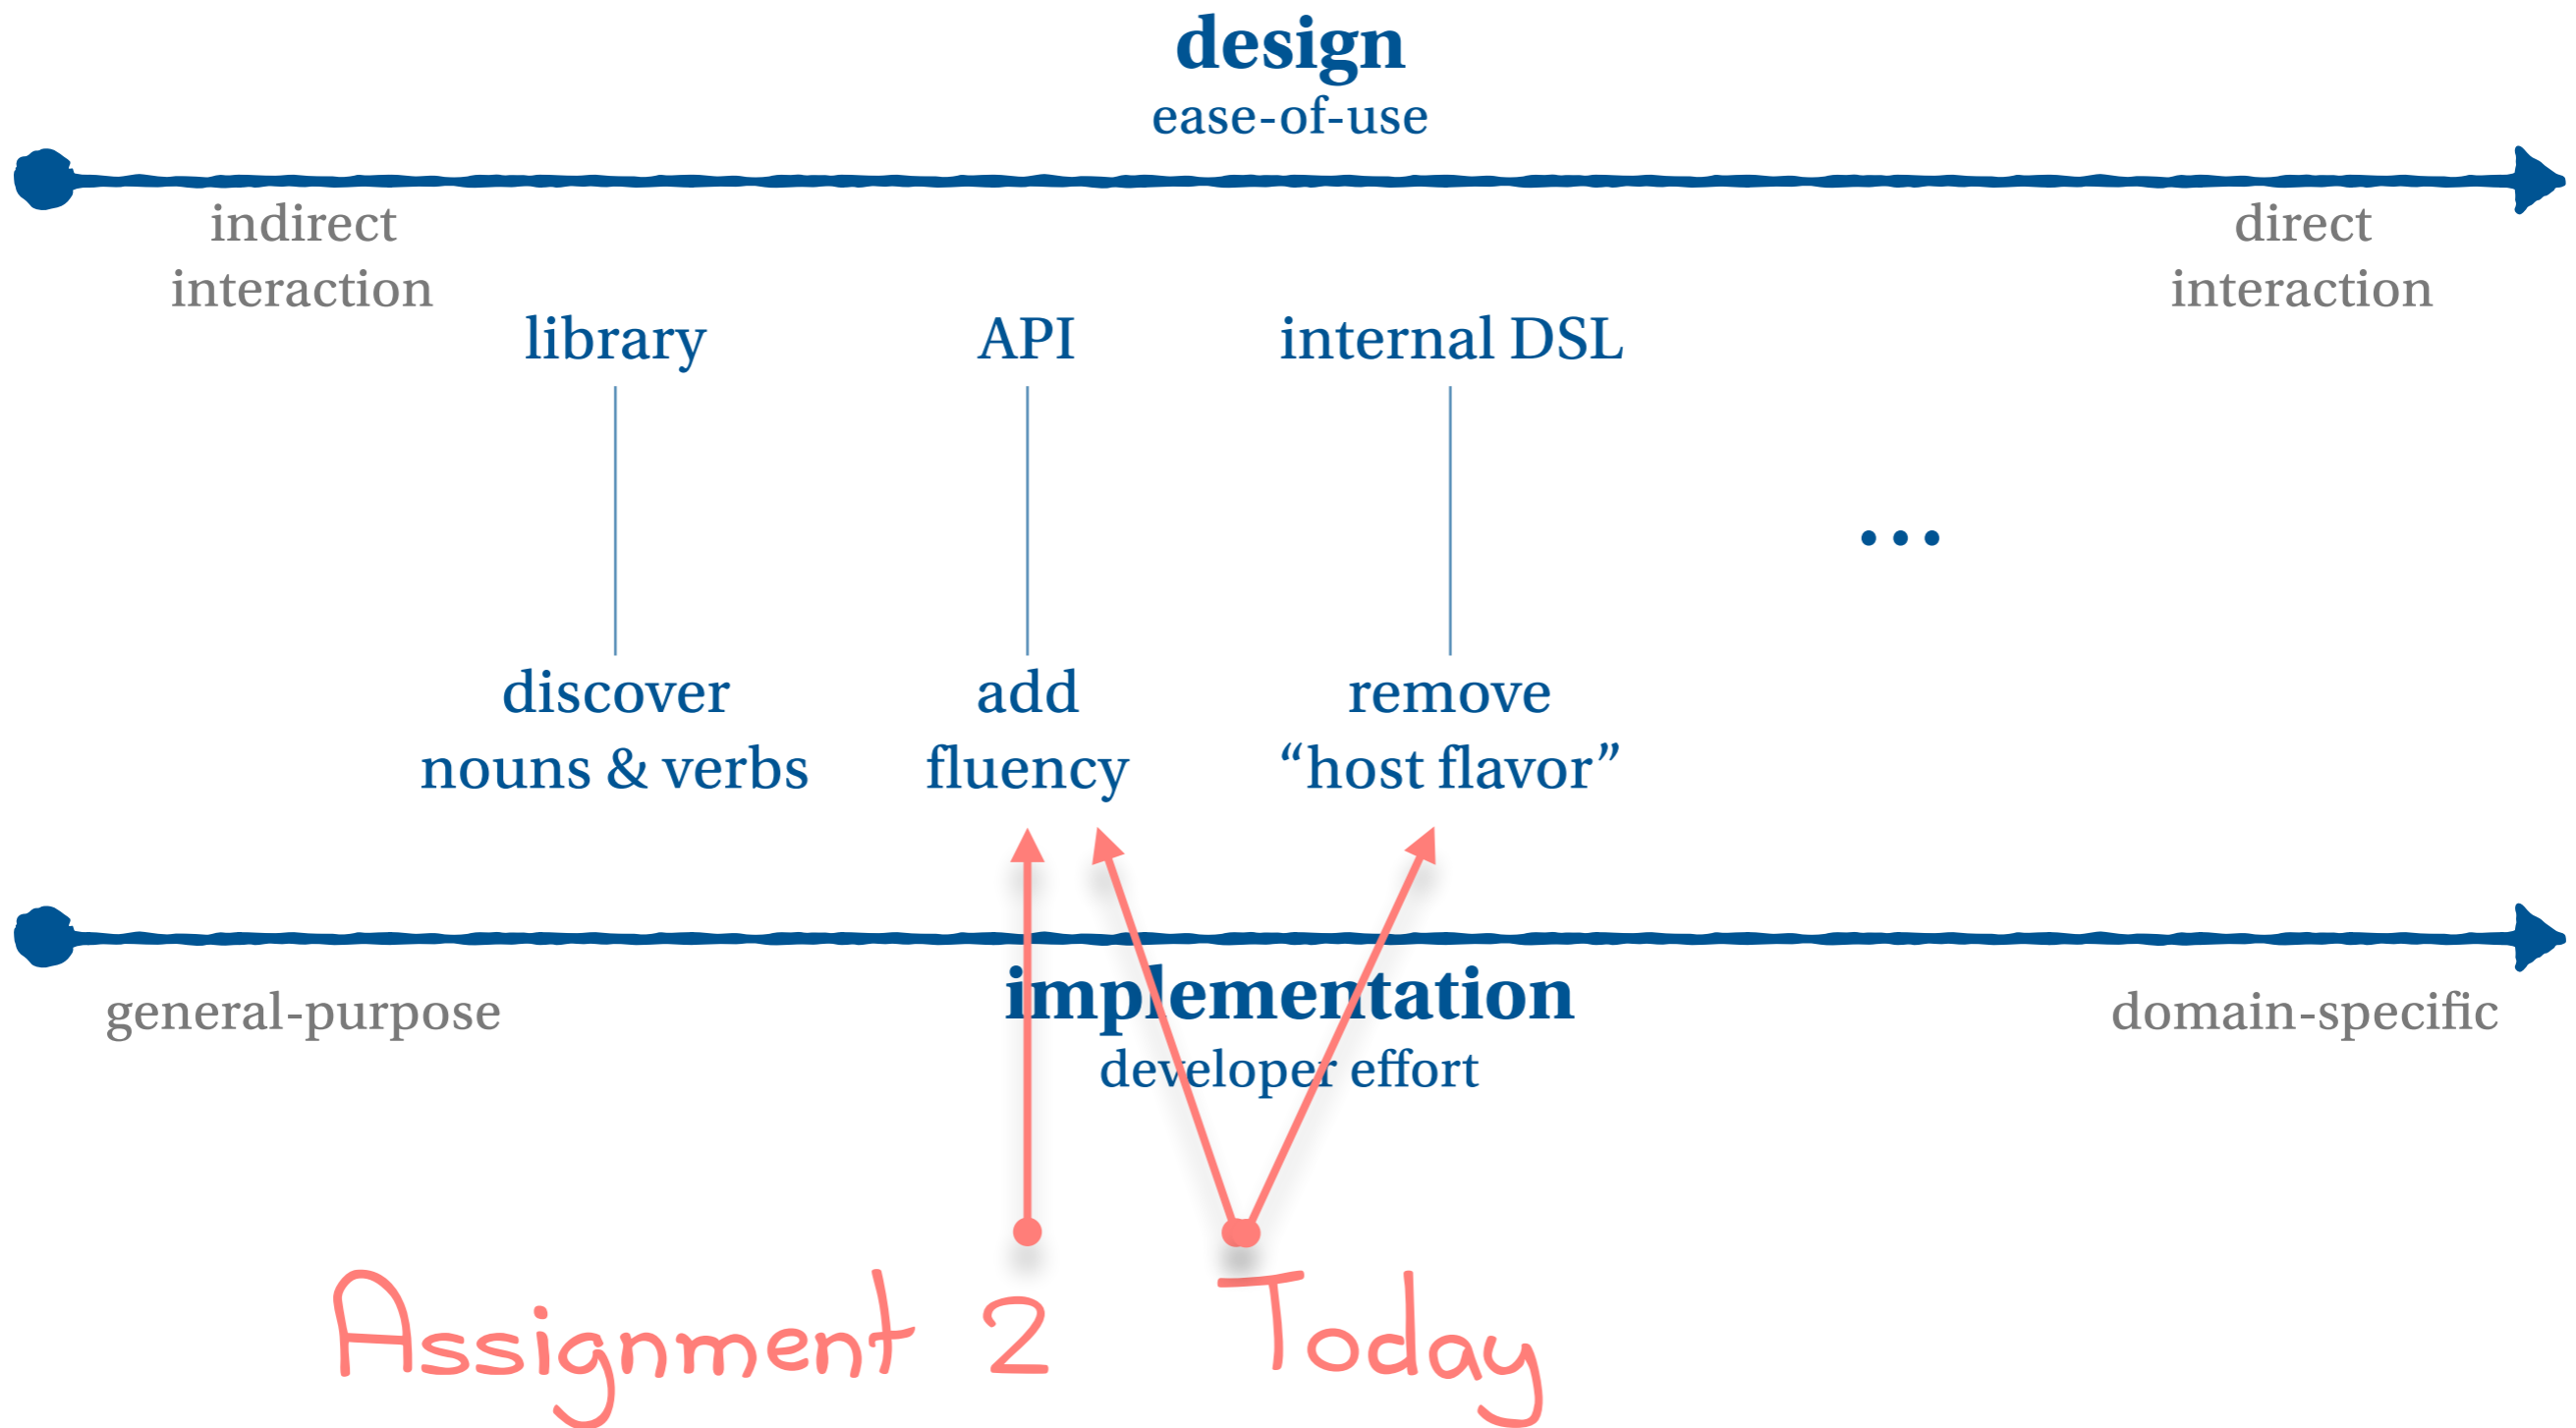 design
ease-of-use
indirect
interaction
direct
interaction
library
API
internal DSL
...
discover
nouns & verbs
add
fluency
remove
“host flavor”
general-purpose
implementation
developer effort
domain-specific
Assignment 2
Today